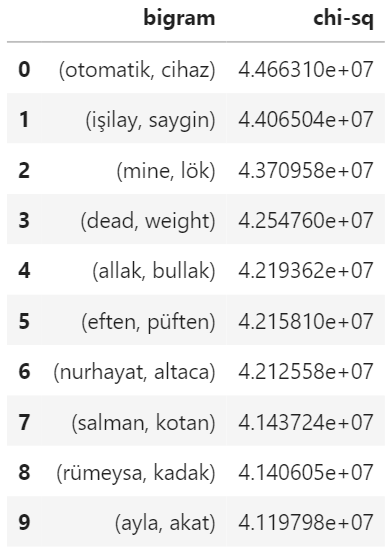 bigram chi-sq
0 (otomatik, cihaz) 4.466310e+07
1 (işilay, saygin) 4.406504e+07
2 (mine, lök) 4.370958e+07
3 (dead, weight) 4.254760e+07
4 (allak, bullak) 4.219362e+07
5 (eften, püften) 4.215810e+07
6 (nurhayat, altaca) 4.212558e+07
7 (salman, kotan) 4.143724e+07
8 (rümeysa, kadak) 4.140605e+07
9 (ayla, akat) 4.119798e+07